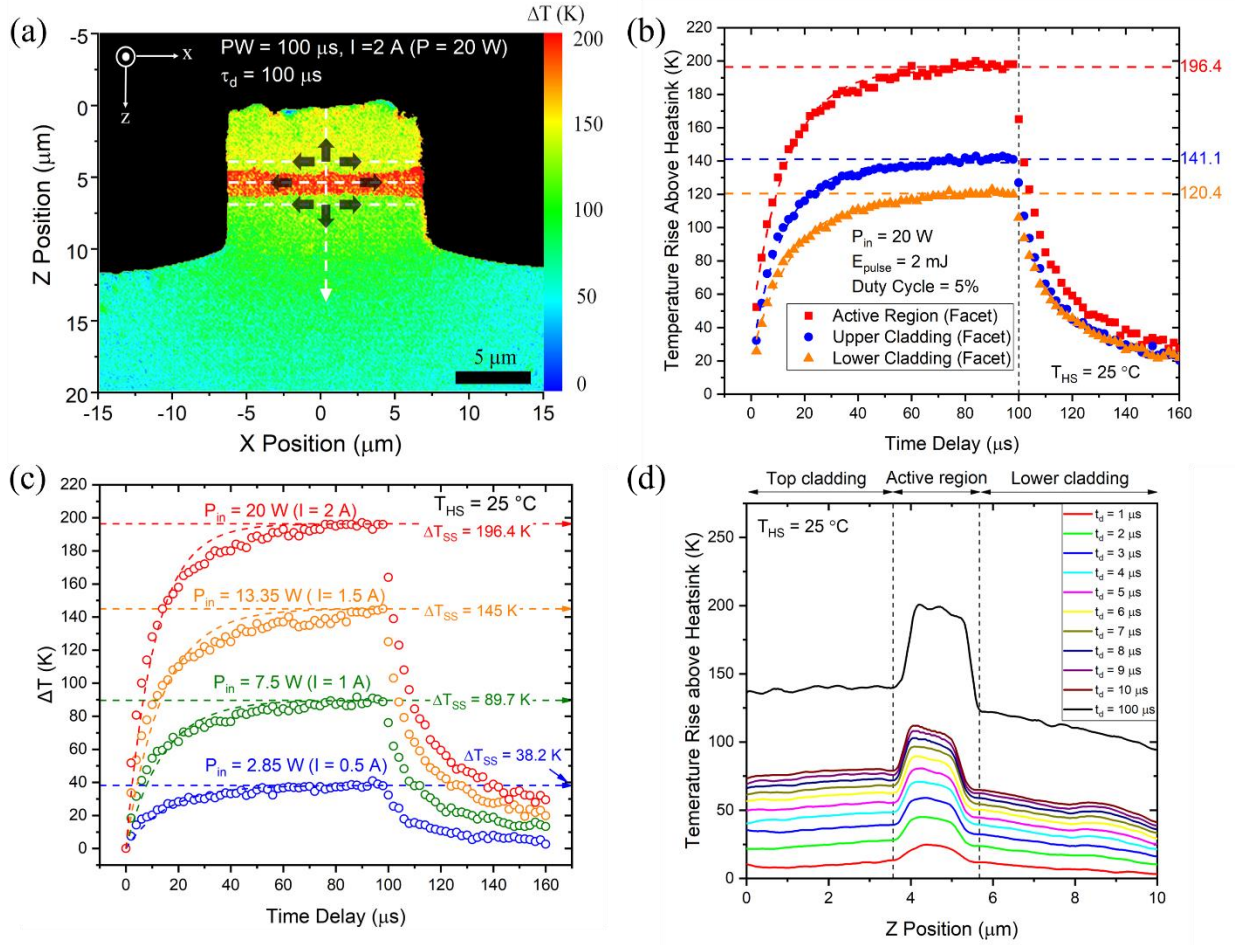 (a)
ΔT (K)
-5
0
5
10
15
20
Z Position (μm)
x
z
PW = 100 μs, I =2 A (P = 20 W)
τd = 100 μs
5 μm
-15
-10
-5
0
5
10
15
X Position (μm)
200
150
100
50
0
(b)
Temperature Rise Above Heatsink (K)
220
200
180
160
140
120
100
80
60
40
20
0
196.4
141.1
120.4
Pin = 20 W
Epulse = 2 mJ
Duty Cycle = 5%
Active Region (Facet)
Upper Cladding (Facet)
Lower Cladding (Facet)
THS = 25 °C
0
20
40
60
80
100
120
140
160
Time Delay (μs)
(c)
ΔT (K)
220
200
180
160
140
120
100
80
60
40
20
0
Pin = 20 W (I = 2 A)
THS = 25 °C
ΔTSS = 196.4 K
Pin = 13.35 W (I= 1.5 A)
ΔTSS = 145 K
Pin = 7.5 W (I = 1 A)
ΔTSS = 89.7 K
Pin = 2.85 W (I = 0.5 A)
ΔTSS = 38.2 K
0
20
40
60
80
100
120
140
160
Time Delay (μs)
(d)
Top cladding
Active region
Lower cladding
Temerature Rise above Heatsink (K)
250
200
150
100
50
0
THS = 25 °C
td = 1 μs
td = 2 μs
td = 3 μs
td = 4 μs
td = 5 μs
td = 6 μs
td = 7 μs
td = 8 μs
td = 9 μs
td = 10 μs
td = 100 μs
0
2
4
6
8
10
Z Position (μm)